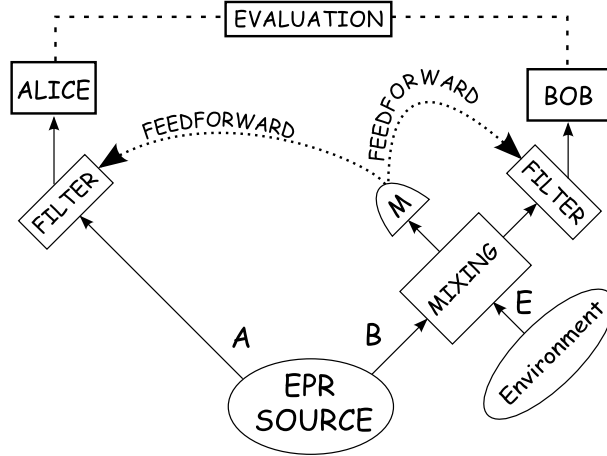 EVALUATION
ALICE
BOB
FEEDFORWARD
FEEDFORWARD
FILTER
FILTER
M
MIXING
E
A
B
Environment
EPR
SOURCE